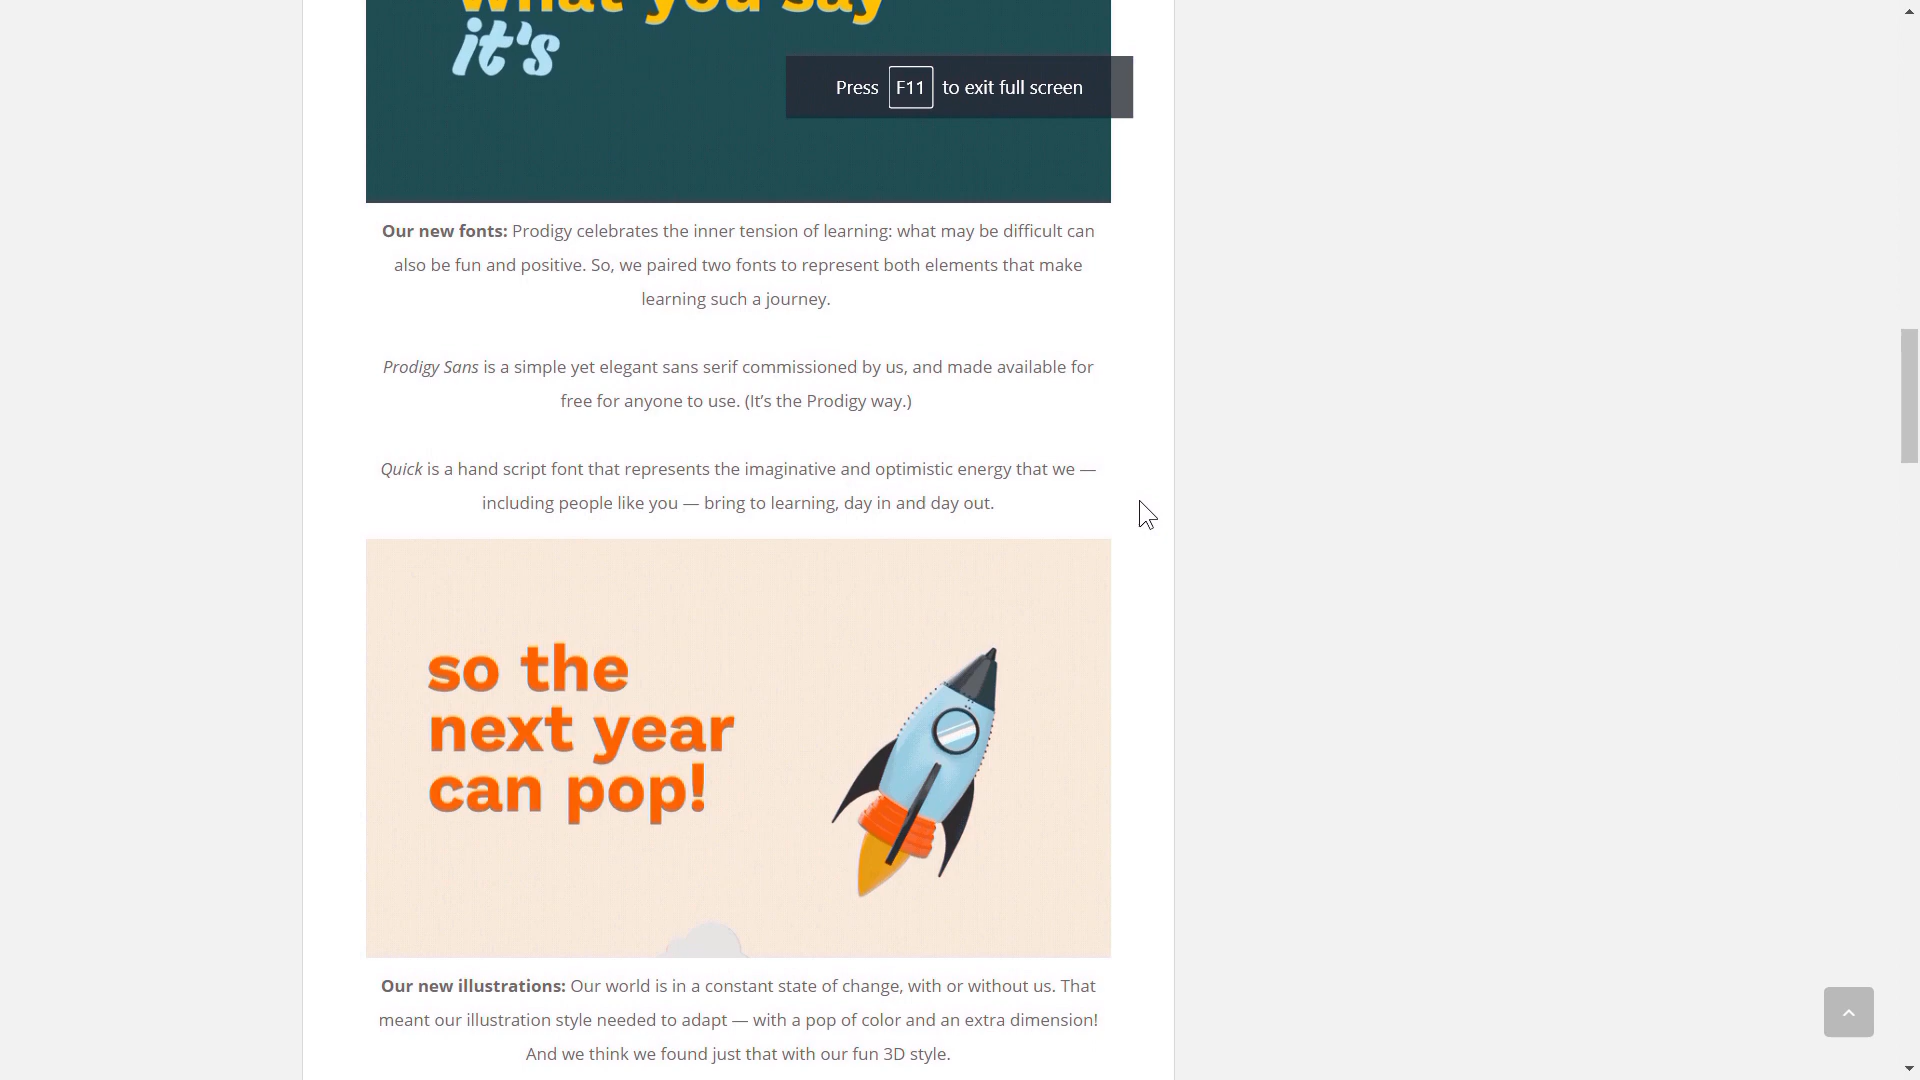 what you say
it's
Press F11 to exit full screen
Our new fonts: Prodigy celebrates the inner tension of learning: what may be difficult can
also be fun and positive. So, we paired two fonts to represent both elements that make
learning such a journey.
Prodigy Sans is a simple yet elegant sans serif commissioned by us, and made available for
free for anyone to use. (It’s the Prodigy way.)
Quick is a hand script font that represents the imaginative and optimistic energy that we —
including people like you — bring to learning, day in and day out.
so the
next year
can pop!
Our new illustrations: Our world is in a constant state of change, with or without us. That
meant our illustration style needed to adapt — with a pop of color and an extra dimension!
And we think we found just that with our fun 3D style.